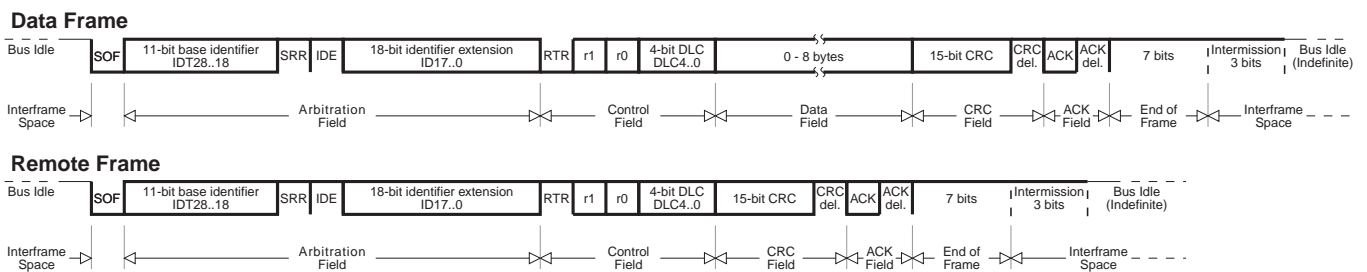 Data Frame
Bus Idle SOF 11-bit base identifier IDT28..18 SRR IDE 18-bit identifier extension ID17..0 RTR r1 r0 4-bit DLC DLC4..0 0 - 8 bytes 15-bit CRC CRC del. ACK ACK del. 7 bits Intermission 3 bits Bus Idle (Indefinite)
Interframe Space Arbitration Field Control Field Data Field CRC Field ACK Field End of Frame Interframe Space
Remote Frame
Bus Idle SOF 11-bit base identifier IDT28..18 SRR IDE 18-bit identifier extension ID17..0 RTR r1 r0 4-bit DLC DLC4..0 15-bit CRC CRC del. ACK ACK del. 7 bits Intermission 3 bits Bus Idle (Indefinite)
Interframe Space Arbitration Field Control Field CRC Field ACK Field End of Frame Interframe Space